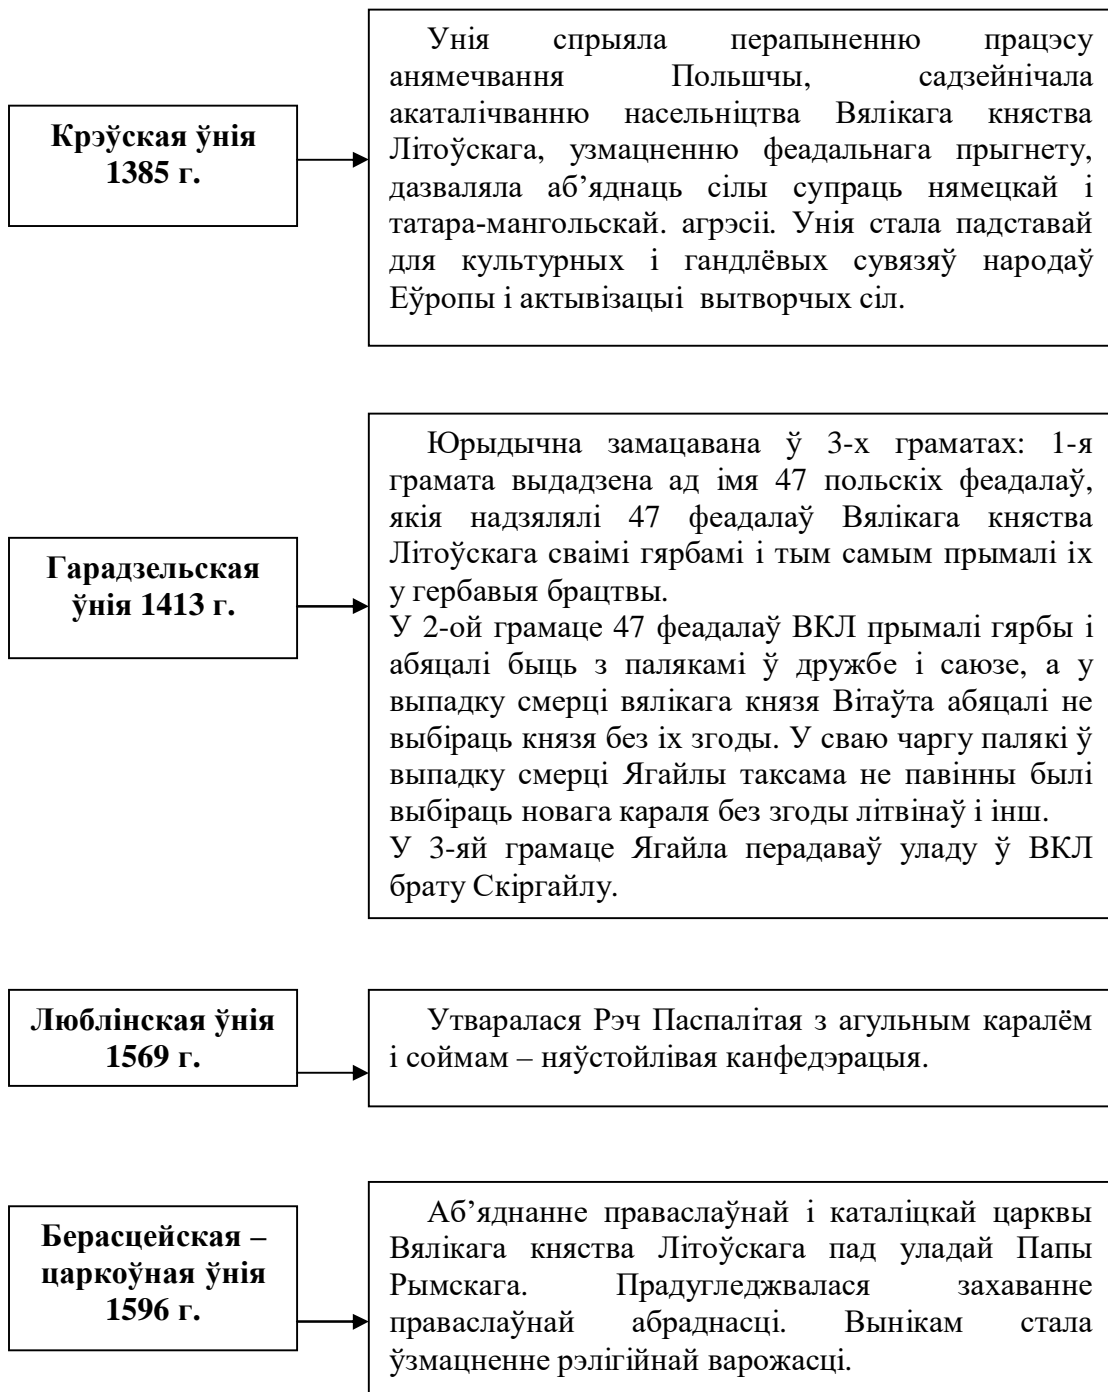 Крэўская ўнія
1385 г.
Унія спрыяла перапыненню працэсу
анямечвання Польшчы, садзейнічала
акаталічванню насельніцтва Вялікага княства
Літоўскага, узмацненню феадальнага прыгнету,
дазваляла аб’яднаць сілы супраць нямецкай і
татара-мангольскай. агрэсіі. Унія стала падставай
для культурных і гандлёвых сувязяў народаў
Еўропы і актывізацыі вытворчых сіл.
Гарадзельская
ўнія 1413 г.
Юрыдычна замацавана ў 3-х граматах: 1-я
грамата выдадзена ад імя 47 польскіх феадалаў,
якія надзялялі 47 феадалаў Вялікага княства
Літоўскага сваімі гярбамі і тым самым прымалі іх
у гербавыя брацтвы.
У 2-ой грамаце 47 феадалаў ВКЛ прымалі гярбы і
абяцалі быць з палякамі ў дружбе і саюзе, а у
выпадку смерці вялікага князя Вітаўта абяцалі не
выбіраць князя без іх згоды. У сваю чаргу палякі ў
выпадку смерці Ягайлы таксама не павінны былі
выбіраць новага караля без згоды літвінаў і інш.
У 3-яй грамаце Ягайла перадаваў уладу ў ВКЛ
брату Скіргайлу.
Люблінская ўнія
1569 г.
Утваралася Рэч Паспалітая з агульным каралём
і соймам – няўстойлівая канфедэрацыя.
Берасцейская –
царкоўная ўнія
1596 г.
Аб’яднанне праваслаўнай і каталіцкай царквы
Вялікага княства Літоўскага пад уладай Папы
Рымскага. Прадугледжвалася захаванне
праваслаўнай абраднасці. Вынікам стала
ўзмацненне рэлігійнай варожасці.